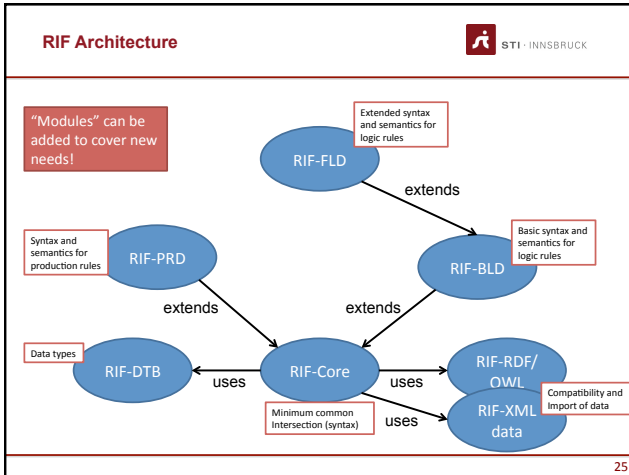 RIF Architecture
STI · INNSBRUCK
"Modules" can be
added to cover new
needs!
Extended syntax
and semantics for
logic rules
RIF-FLD
extends
Syntax and
semantics for
production rules
RIF-PRD
Basic syntax and
semantics for
logic rules
RIF-BLD
extends
extends
Data types
RIF-DTB
uses
RIF-Core
uses
RIF-RDF/
OWL
Compatibility and
Import of data
RIF-XML
data
Minimum common
Intersection (syntax)
uses
25